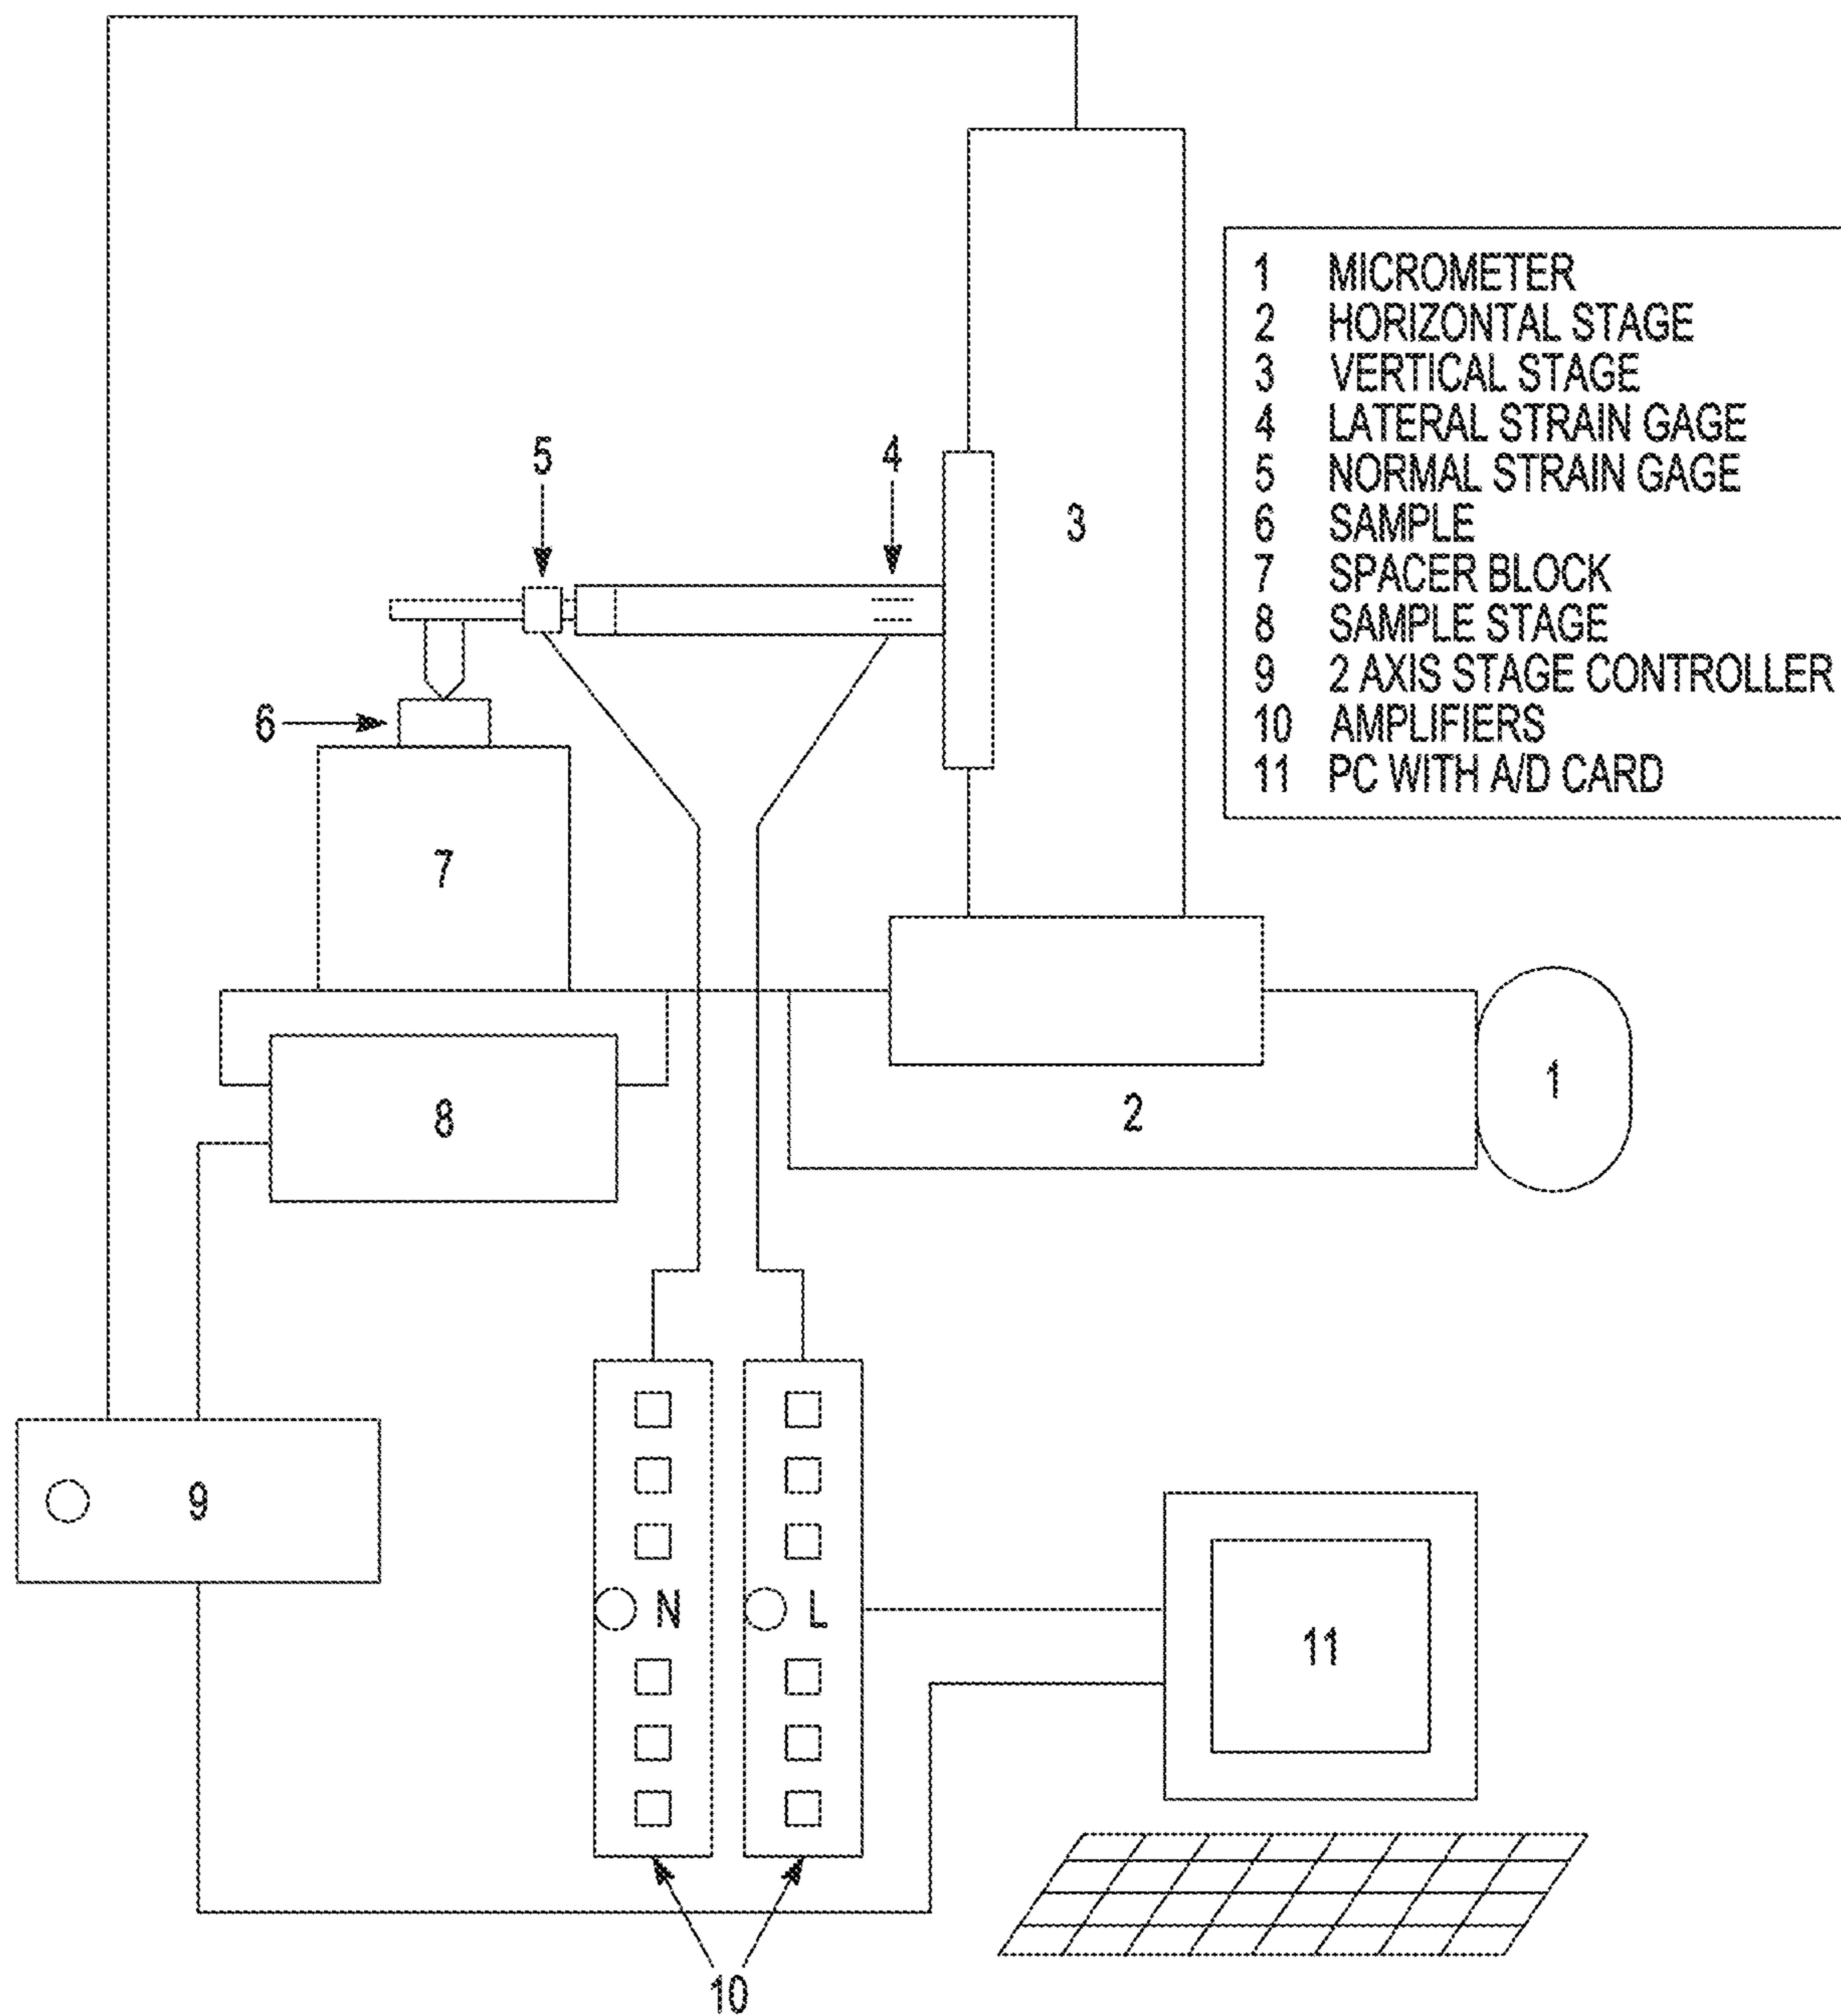 1 MICROMETER
2 HORIZONTAL STAGE
3 VERTICAL STAGE
4 LATERAL STRAIN GAGE
5 NORMAL STRAIN GAGE
6 SAMPLE
7 SPACER BLOCK
8 SAMPLE STAGE
9 2 AXIS STAGE CONTROLLER
10 AMPLIFIERS
11 PC WITH A/D CARD
5
4
3
6
7
1
8
2
9
N
L
11
10